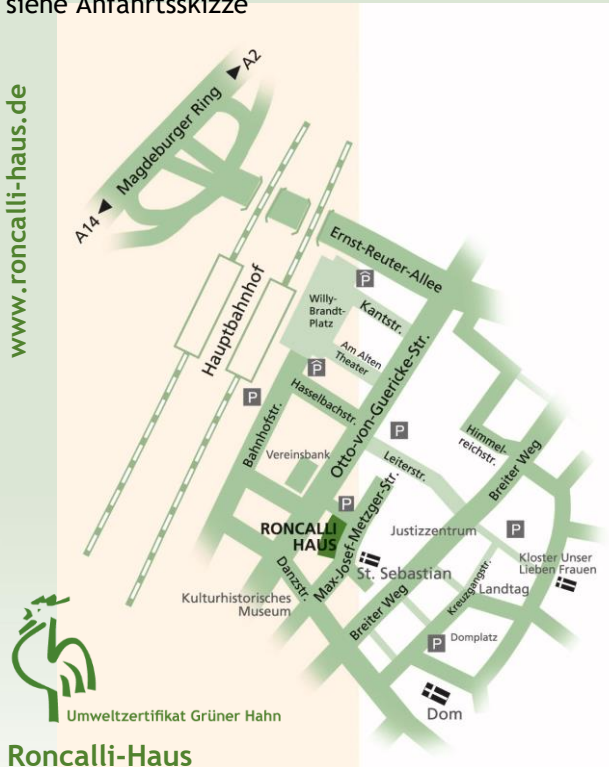 siehe Anfahrtsskizze
www.roncalli-haus.de
A2
Magdeburger Ring
A14
Ernst-Reuter-Allee
Hauptbahnhof
P
Willy-
Brandt-
Platz
Kantstr.
Am Alten
Theater
P
Hasselbachstr.
Otto-von-Guericke-Str.
P
Bahnhofstr.
P
Himmel-
reichstr.
Vereinsbank
Leiterstr.
Breiter Weg
P
RONCALLI
HAUS
Max-Josef-Metzger-Str.
Justizzentrum
P
Danzstr.
St. Sebastian
Kloster Unser
Lieben Frauen
Kulturhistorisches
Museum
Breiter Weg
Kreuzgangstr.
Landtag
P
Domplatz
Dom
Umweltzertifikat Grüner Hahn
Roncalli-Haus